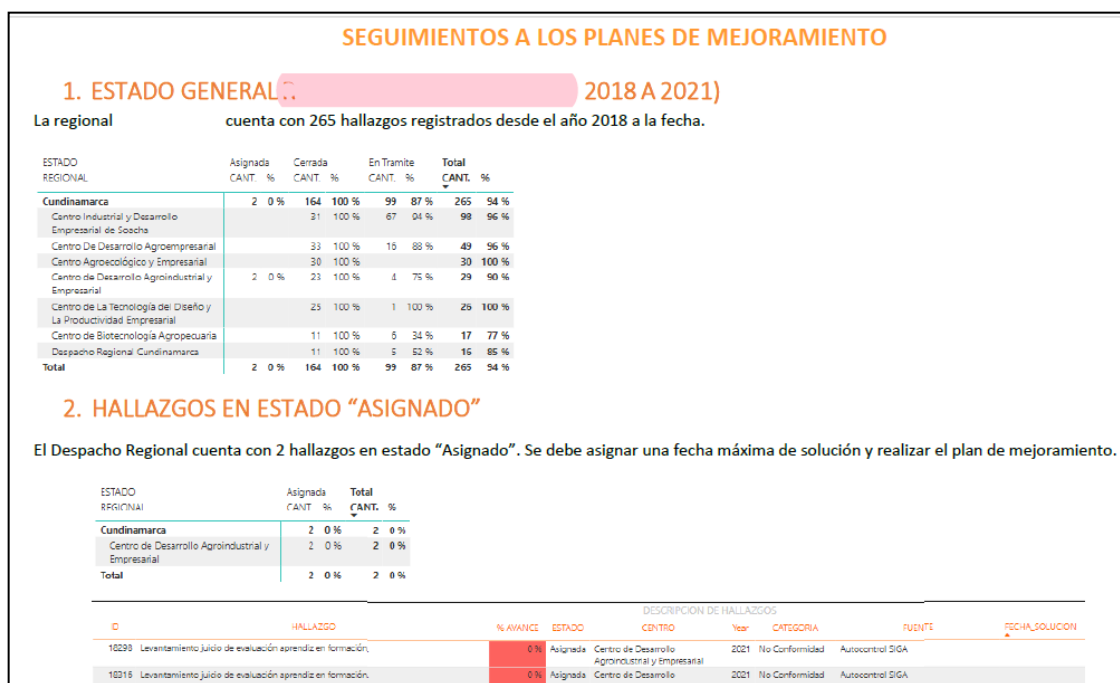 SEGUIMIENTOS A LOS PLANES DE MEJORAMIENTO
1. ESTADO GENERAL 2018 A 2021)
La regional cuenta con 265 hallazgos registrados desde el año 2018 a la fecha.
ESTADO Asignada Cerrada En Tramite Total
REGIONAL CANT. % CANT. % CANT. % CANT. %
Cundinamarca 2 0 % 164 100 % 99 87 % 265 94 %
Centro Industrial y Desarrollo 31 100 % 67 94 % 98 96 %
Empresarial de Soacha
Centro De Desarrollo Agroempresarial 33 100 % 16 88 % 49 96 %
Centro Agroecológico y Empresarial 30 100 % 30 100 %
Centro de Desarrollo Agroindustrial y 2 0 % 23 100 % 4 75 % 29 90 %
Empresarial
Centro de La Tecnología del Diseño y 25 100 % 1 100 % 26 100 %
La Productividad Empresarial
Centro de Biotecnología Agropecuaria 11 100 % 6 34 % 17 77 %
Despacho Regional Cundinamarca 11 100 % 5 52 % 16 85 %
Total 2 0 % 164 100 % 99 87 % 265 94 %
2. HALLAZGOS EN ESTADO “ASIGNADO”
El Despacho Regional cuenta con 2 hallazgos en estado “Asignado”. Se debe asignar una fecha máxima de solución y realizar el plan de mejoramiento.
ESTADO Asignada Total
REGIONAL CANT % CANT. %
Cundinamarca 2 0 % 2 0 %
Centro de Desarrollo Agroindustrial y 2 0 % 2 0 %
Empresarial
Total 2 0 % 2 0 %
DESCRIPCION DE HALLAZGOS
ID HALLAZGO % AVANCE ESTADO CENTRO Year CATEGORIA FUENTE FECHA_SOLUCION
18298 Levantamiento juicio de evaluación aprendiz en formación, 0 % Asignada Centro de Desarrollo 2021 No Conformidad Autocontrol SIGA
Agroindustrial y Empresarial
18316 Levantamiento juicio de evaluación aprendiz en formación. 0 % Asignada Centro de Desarrollo 2021 No Conformidad Autocontrol SIGA